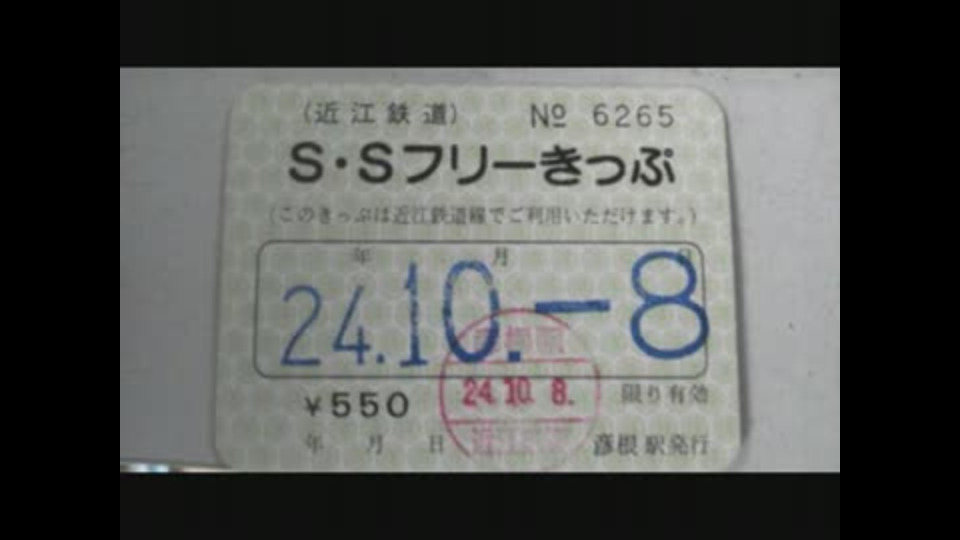 (近江鉄道) № 6265
S・Sフリーきっぷ
(このきっぷは近江鉄道線でご利用いただけます。)
年 月 日
24.10.-8
24.10.8.
¥550 限り有効
年 月 日 彦根駅発行